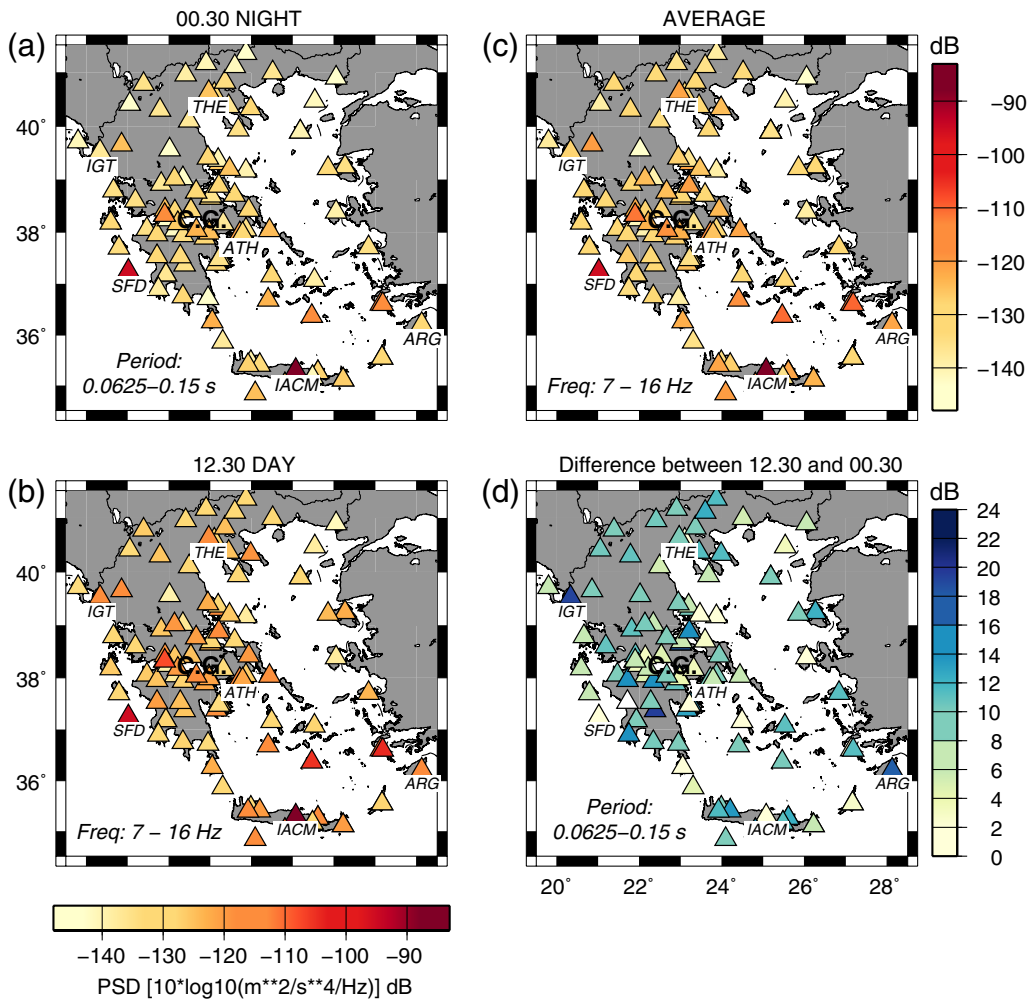 00.30 NIGHT
(a)
THE
IGT
C.G.
ATH
SFD
ARG
IACM
Period:
0.0625−0.15 s
40˚
38˚
36˚
AVERAGE
(c)
THE
IGT
C.G.
ATH
SFD
ARG
IACM
Freq: 7 − 16 Hz
dB
−90
−100
−110
−120
−130
−140
12.30 DAY
(b)
THE
IGT
C.G.
ATH
SFD
ARG
IACM
Freq: 7 − 16 Hz
40˚
38˚
36˚
Difference between 12.30 and 00.30
(d)
THE
IGT
C.G.
ATH
SFD
ARG
IACM
Period:
0.0625−0.15 s
20˚ 22˚ 24˚ 26˚ 28˚
dB
24
22
20
18
16
14
12
10
8
6
4
2
0
−140 −130 −120 −110 −100 −90
PSD [10*log10(m**2/s**4/Hz)] dB